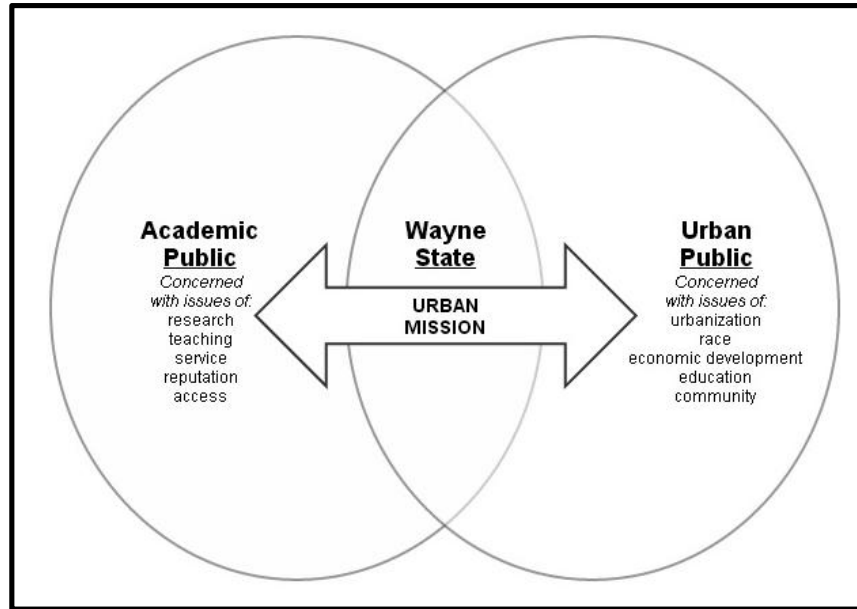 Academic
Public
Concerned
with issues of:
research
teaching
service
reputation
access
Wayne
State
URBAN
MISSION
Urban
Public
Concerned
with issues of:
urbanization
race
economic development
education
community